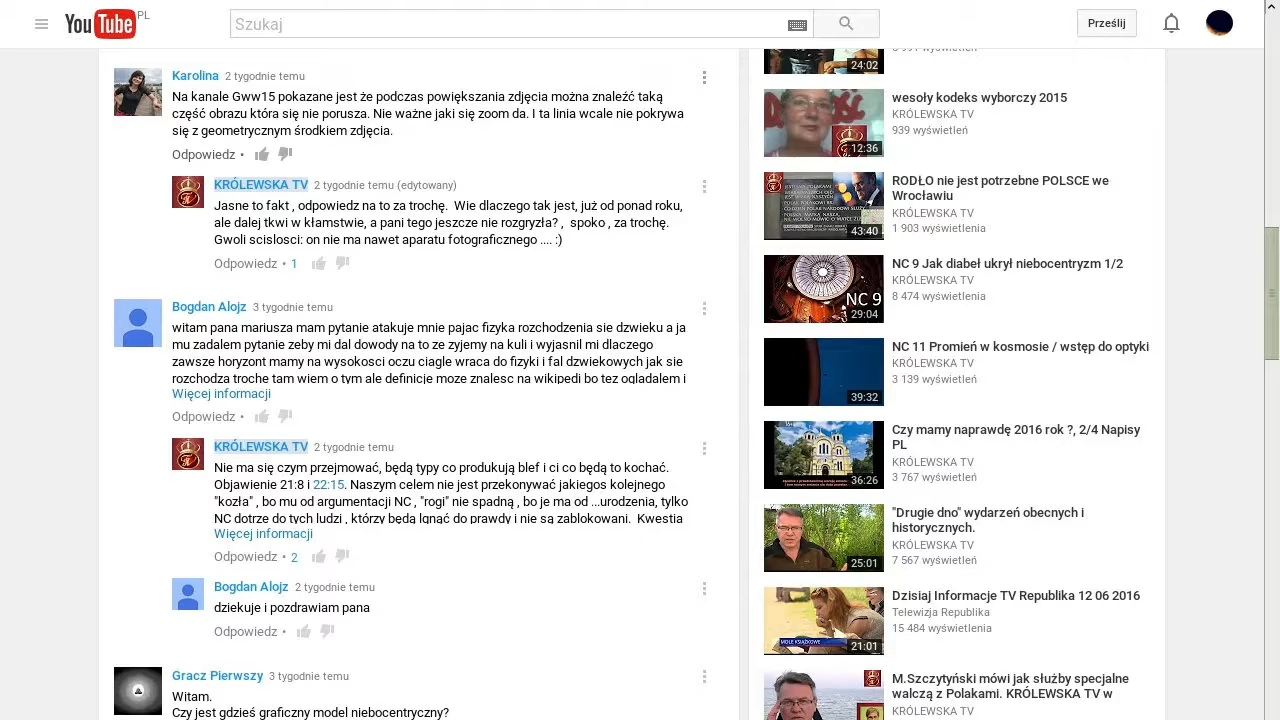 YouTube PL
Szukaj
Prześlij
Karolina 2 tygodnie temu
Na kanale Gww15 pokazane jest że podczas powiększania zdjęcia można znaleźć taką
część obrazu która się nie porusza. Nie ważne jaki się zoom da. I ta linia wcale nie pokrywa
się z geometrycznym środkiem zdjęcia.
Odpowiedz •
KRÓLEWSKA TV 2 tygodnie temu (edytowany)
Jasna to fakt, odpowiedź na to za trochę. Wie dlaczego tak jest, już od ponad roku,
ale dalej tkwi w kłamstwie. Może jeszcze nie rozgryzła? , spoko , za trochę.
Gwoli scislosci: on nie ma nawet aparatu fotograficznego .... :)
Odpowiedz • 1
Bogdan Alojz 3 tygodnie temu
witam pana mariusza mam pytanie atakuje mnie pajac fizyka rozchodzenia sie dzwieku a ja
mu zadalem pytanie zeby mi dal dowody na to ze zyjemy na kuli i wyjasnil mi dlaczego
zawsze horyzont mamy na wysokosci oczu ciagle wraca do fizyki i fal dzwiekowych jak sie
rozchodza troche tam wiem o tym ale definicje moze znalesc na wikipedi bo tez ogladalem i
Więcej informacji
Odpowiedz •
KRÓLEWSKA TV 2 tygodnie temu
Nie ma się czym przejmować, będą typy co produkują blef i ci co będą to kochać.
Obowiązuje 21:8 i 22:15. Naszym celem nie jest przekonywać jakiegoś kolejnego
"kozła" , bo mu od argumentacji NC , "rogi" nie spadną , bo je ma od ...urodzenia, tylko
NC dotrze do tych ludzi , którzy będą lgnąć do prawdy i nie są zablokowani. Kwestia
Więcej informacji
Odpowiedz • 2
Bogdan Alojz 2 tygodnie temu
dziekuje i pozdrawiam pana
Odpowiedz •
Gracz Pierwszy 3 tygodnie temu
Witam.
Czy jest gdzieś graficzny model niebocentryczny?
24:02
wesoły kodeks wyborczy 2015
KRÓLEWSKA TV
939 wyświetleń
12:36
RODŁO nie jest potrzebne POLSCE we
Wrocławiu
KRÓLEWSKA TV
1 903 wyświetlenia
43:40
NC 9 Jak diabeł ukrył niebocentryzm 1/2
KRÓLEWSKA TV
8 474 wyświetlenia
NC 9
29:04
NC 11 Promień w kosmosie / wstęp do optyki
KRÓLEWSKA TV
3 139 wyświetleń
39:32
Czy mamy naprawdę 2016 rok ?, 2/4 Napisy
PL
KRÓLEWSKA TV
3 767 wyświetleń
36:26
"Drugie dno" wydarzeń obecnych i
historycznych.
KRÓLEWSKA TV
7 567 wyświetleń
25:01
Dzisiaj Informacje TV Republika 12 06 2016
Telewizja Republika
15 484 wyświetlenia
MOLE KSIĄŻKOWE
21:01
M.Szczytyński mówi jak służby specjalne
walczą z Polakami. KRÓLEWSKA TV w
KRÓLEWSKA TV